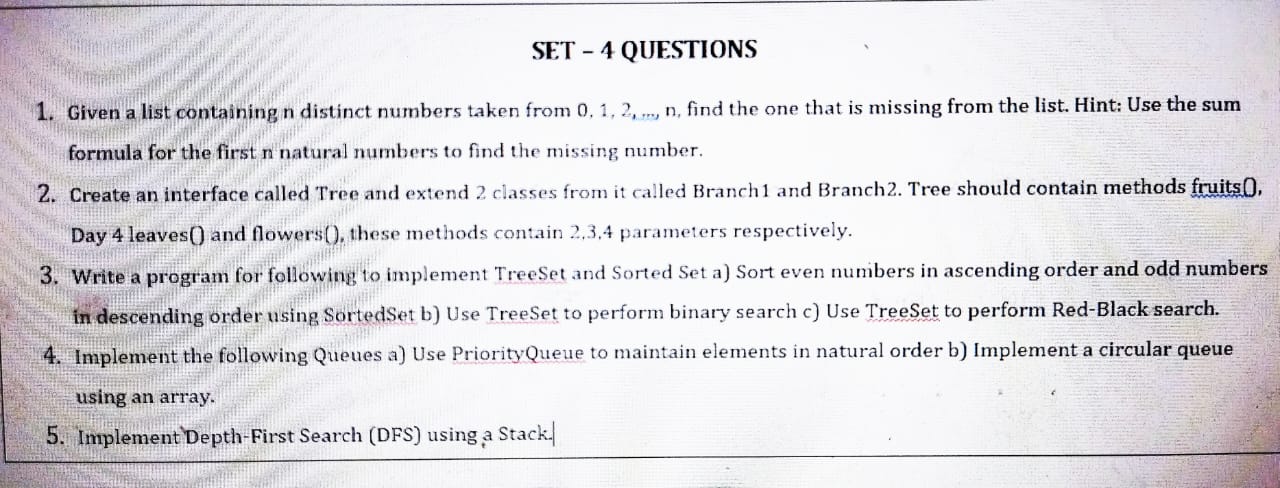 SET – 4 QUESTIONS
1. Given a list containing n distinct numbers taken from 0, 1, 2, ..., n, find the one that is missing from the list. Hint: Use the sum
formula for the first n natural numbers to find the missing number.
2. Create an interface called Tree and extend 2 classes from it called Branch1 and Branch2. Tree should contain methods fruits(),
Day 4 leaves() and flowers(), these methods contain 2,3,4 parameters respectively.
3. Write a program for following to implement TreeSet and Sorted Set a) Sort even numbers in ascending order and odd numbers
in descending order using SortedSet b) Use TreeSet to perform binary search c) Use TreeSet to perform Red-Black search.
4. Implement the following Queues a) Use PriorityQueue to maintain elements in natural order b) Implement a circular queue
using an array.
5. Implement Depth-First Search (DFS) using a Stack.